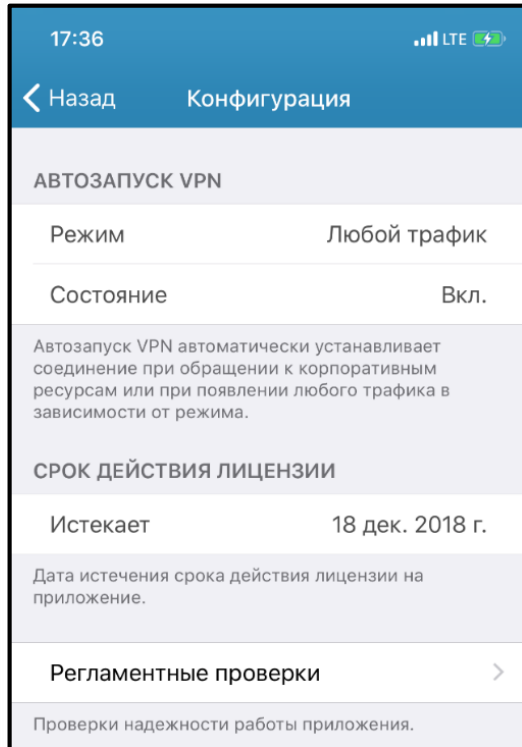 17:36 LTE
Назад Конфигурация
АВТОЗАПУСК VPN
Режим Любой трафик
Состояние Вкл.
Автозапуск VPN автоматически устанавливает
соединение при обращении к корпоративным
ресурсам или при появлении любого трафика в
зависимости от режима.
СРОК ДЕЙСТВИЯ ЛИЦЕНЗИИ
Истекает 18 дек. 2018 г.
Дата истечения срока действия лицензии на
приложение.
Регламентные проверки
Проверки надежности работы приложения.